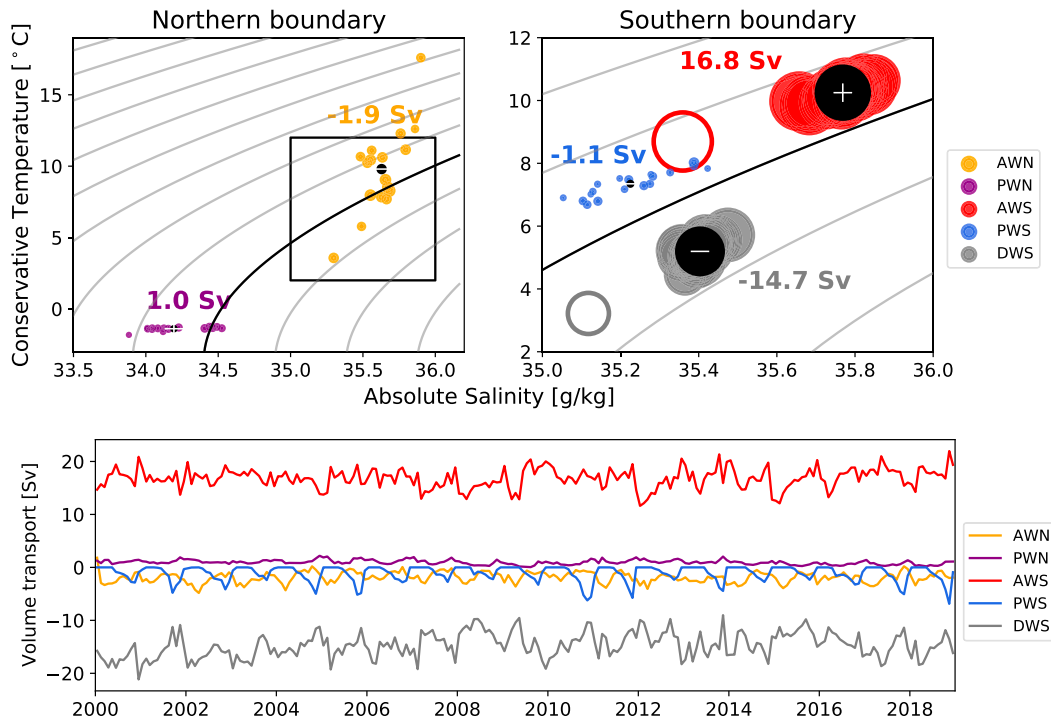 Northern boundary
Southern boundary
Conservative Temperature [°C]
15
10
5
0
33.5 34.0 34.5 35.0 35.5 36.0
-1.9 Sv
1.0 Sv
12
10
8
6
4
2
35.0 35.2 35.4 35.6 35.8 36.0
16.8 Sv
-1.1 Sv
-14.7 Sv
Absolute Salinity [g/kg]
AWN
PWN
AWS
PWS
DWS
Volume transport [Sv]
20
10
0
−10
−20
2000 2002 2004 2006 2008 2010 2012 2014 2016 2018
AWN
PWN
AWS
PWS
DWS